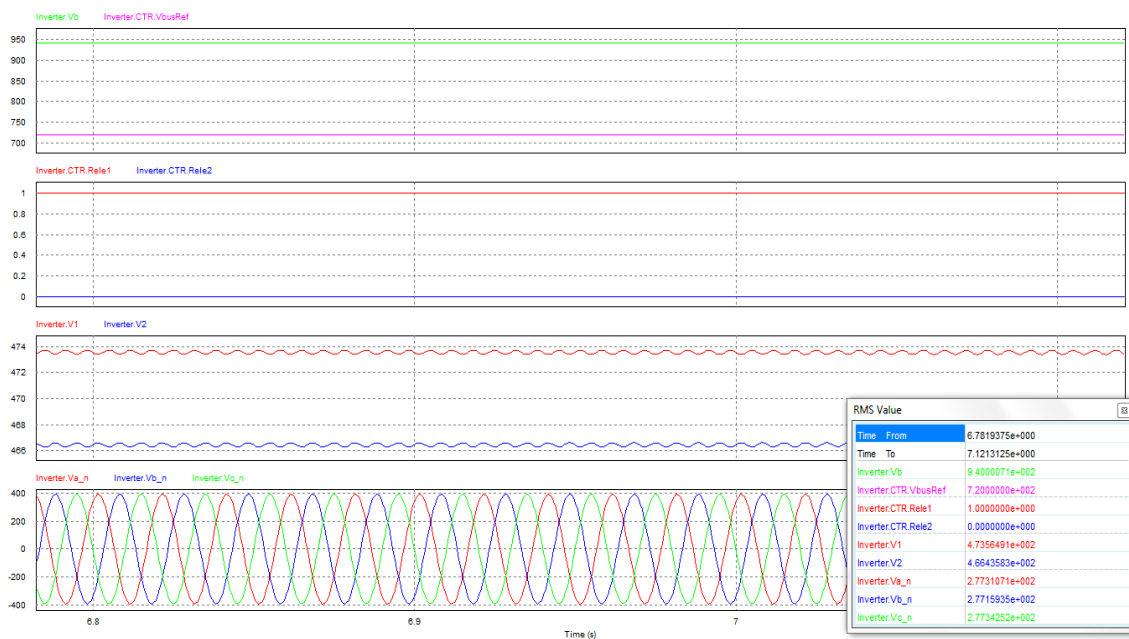 Inverter.Vb Inverter.CTR.VbusRef
950
900
850
800
750
700
Inverter.CTR.Rele1 Inverter.CTR.Rele2
1
0.8
0.6
0.4
0.2
0
Inverter.V1 Inverter.V2
474
472
470
468
466
Inverter.Va_n Inverter.Vb_n Inverter.Vc_n
400
200
0
-200
-400
6.8 6.9 7
Time (s)
RMS Value
Time From 6.7819375e+000
Time To 7.1213125e+000
Inverter.Vb 9.4000071e+002
Inverter.CTR.VbusRef 7.2000000e+002
Inverter.CTR.Rele1 1.0000000e+000
Inverter.CTR.Rele2 0.0000000e+000
Inverter.V1 4.7356491e+002
Inverter.V2 4.6643583e+002
Inverter.Va_n 2.7731071e+002
Inverter.Vb_n 2.7715935e+002
Inverter.Vc_n 2.7734252e+002